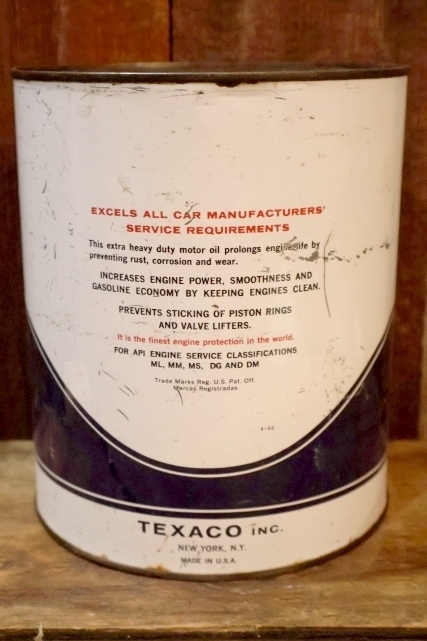 EXCELS ALL CAR MANUFACTURERS'
SERVICE REQUIREMENTS
This extra heavy duty motor oil prolongs engine life by
preventing rust, corrosion and wear.
INCREASES ENGINE POWER, SMOOTHNESS AND
GASOLINE ECONOMY BY KEEPING ENGINES CLEAN.
PREVENTS STICKING OF PISTON RINGS
AND VALVE LIFTERS.
It is the finest engine protection in the world.
FOR API ENGINE SERVICE CLASSIFICATIONS
ML, MM, MS, DG AND DM
Trade Marks Reg. U.S. Pat. Off.
Marcas Registradas
TEXACO INC.
NEW YORK, N.Y.
MADE IN U.S.A.